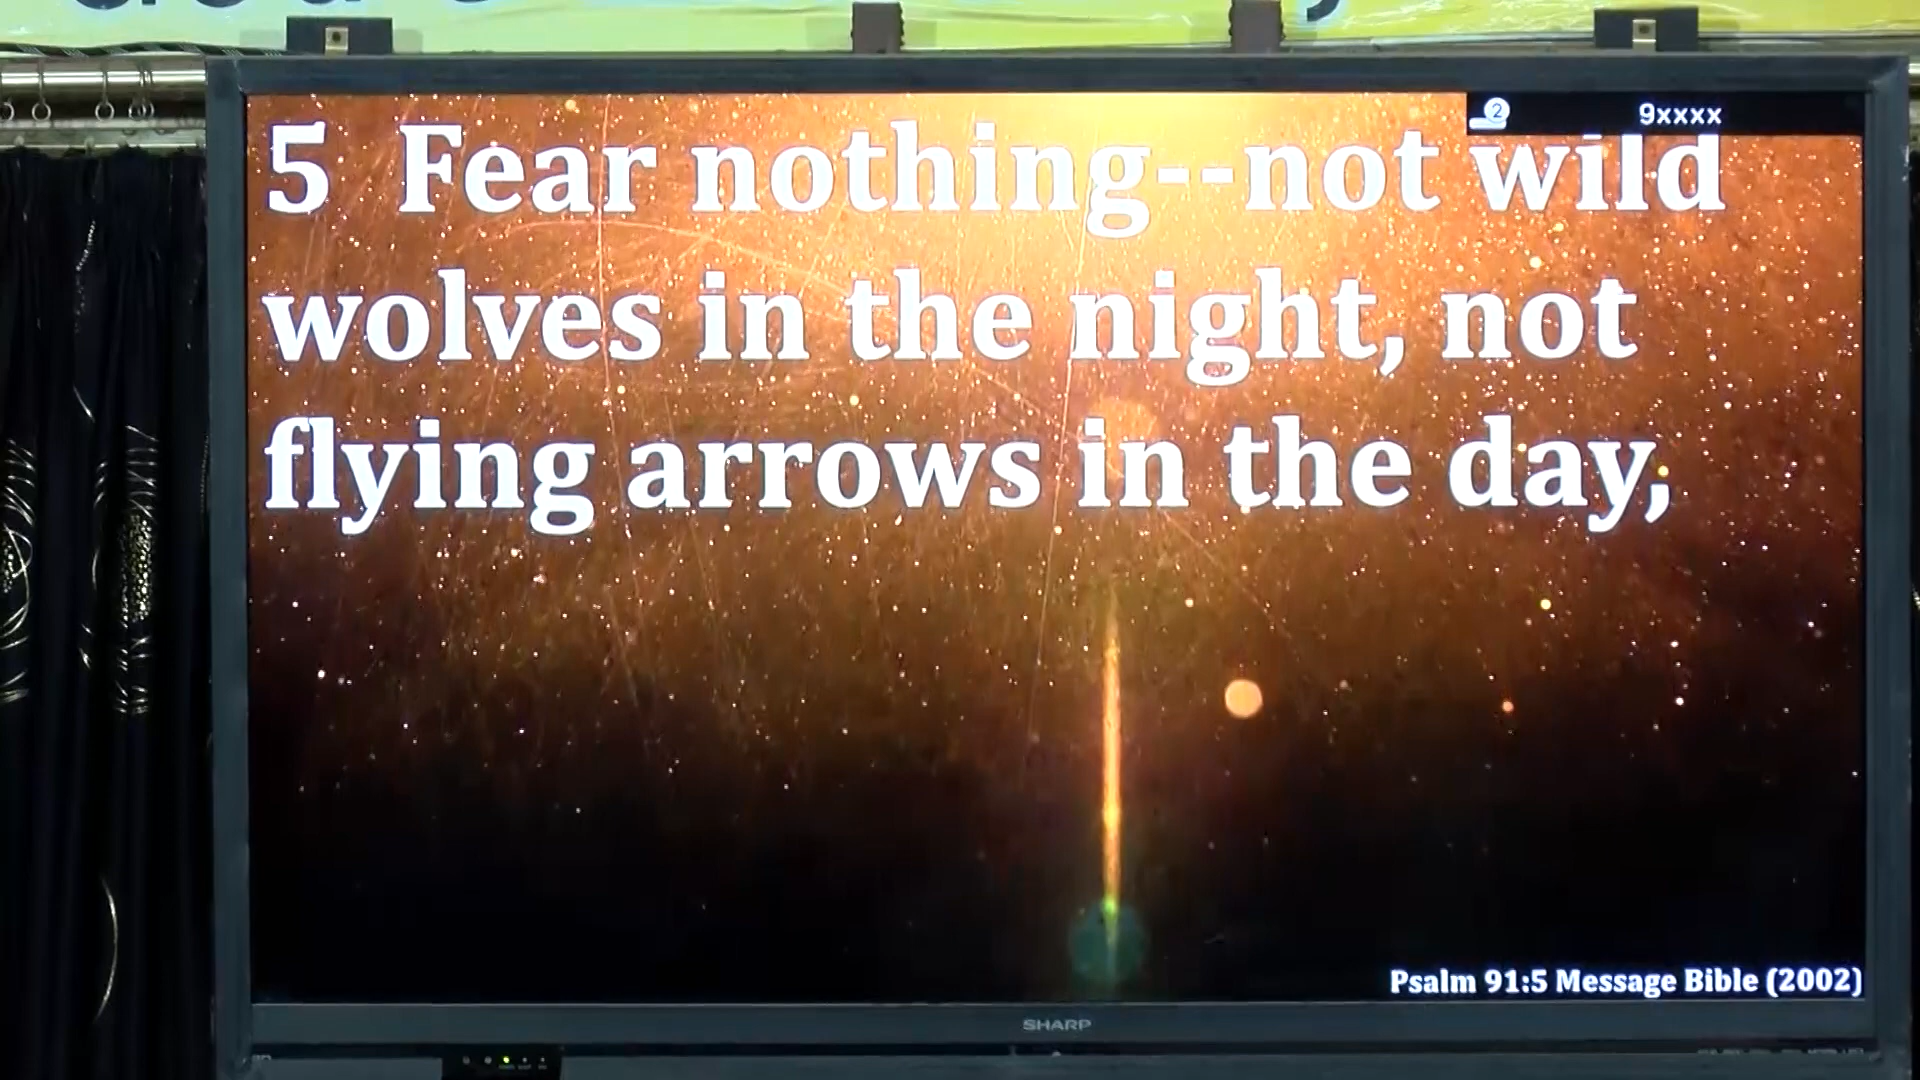 2 9xxxx
5 Fear nothing--not wild
wolves in the night, not
flying arrows in the day,
Psalm 91:5 Message Bible (2002)
SHARP